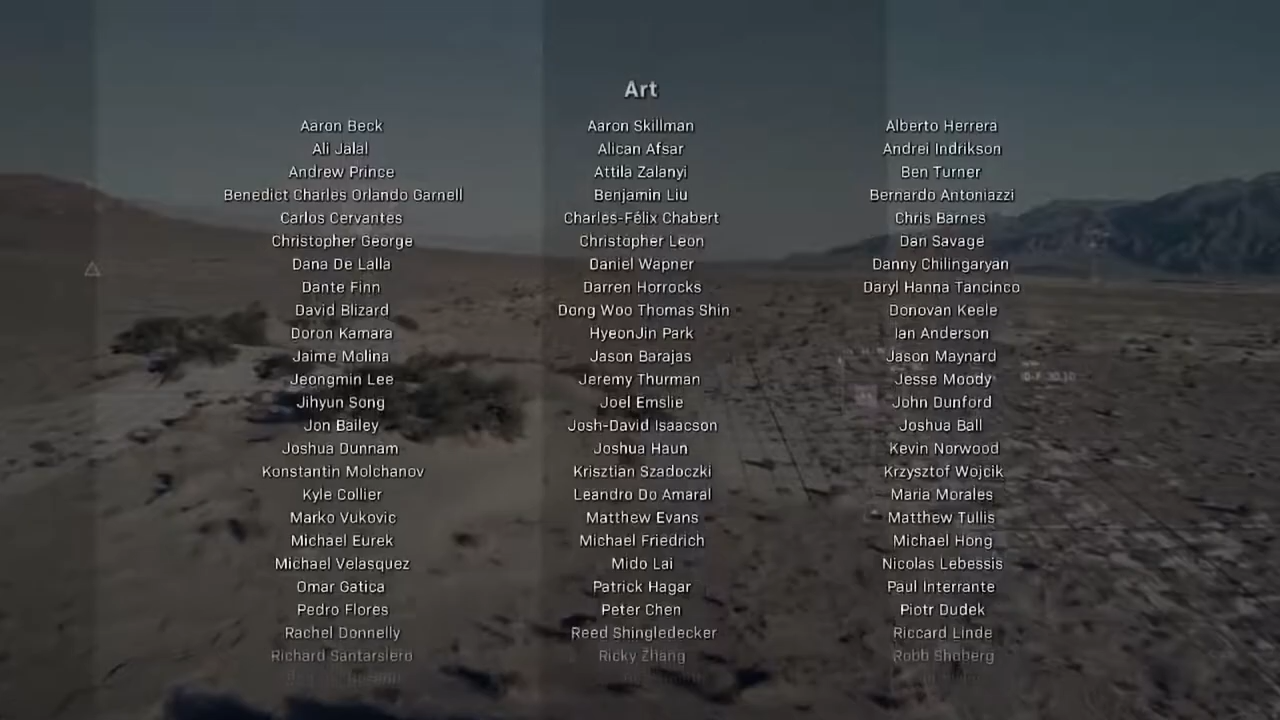 Art
Aaron Beck Aaron Skillman Alberto Herrera
Ali Jalal Alican Afsar Andrei Indrikson
Andrew Prince Attila Zalanyi Ben Turner
Benedict Charles Orlando Garnell Benjamin Liu Bernardo Antoniazzi
Carlos Cervantes Charles-Félix Chabert Chris Barnes
Christopher George Christopher Leon Dan Savage
Dana De Lalla Daniel Wapner Danny Chilingaryan
Dante Finn Darren Horrocks Daryl Hanna Tancinco
David Blizard Dong Woo Thomas Shin Donovan Keele
Doron Kamara HyeonJin Park Ian Anderson
Jaime Molina Jason Barajas Jason Maynard
Jeongmin Lee Jeremy Thurman Jesse Moody
Jihyun Song Joel Emslie John Dunford
Jon Bailey Josh-David Isaacson Joshua Ball
Joshua Dunnam Joshua Haun Kevin Norwood
Konstantin Molchanov Krisztian Szadoczki Krzysztof Wojcik
Kyle Collier Leandro Do Amaral Maria Morales
Marko Vukovic Matthew Evans Matthew Tullis
Michael Eurek Michael Friedrich Michael Hong
Michael Velasquez Mido Lai Nicolas Lebessis
Omar Gatica Patrick Hagar Paul Interrante
Pedro Flores Peter Chen Piotr Dudek
Rachel Donnelly Reed Shingledecker Riccard Linde
Richard Santarsiero Ricky Zhang Robb Shoberg